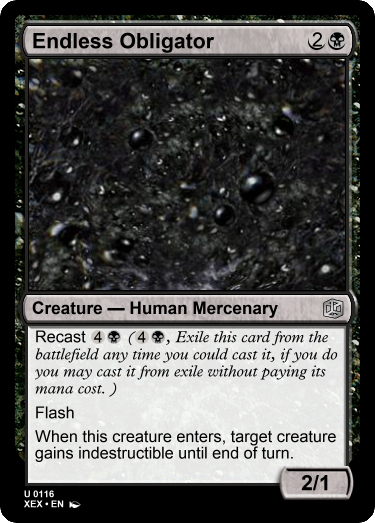 Endless Obligator 2
Creature — Human Mercenary
Recast 4 ( 4 , Exile this card from the
battlefield any time you could cast it, if you do
you may cast it from exile without paying its
mana cost. )
Flash
When this creature enters, target creature
gains indestructible until end of turn.
2/1
U 0116
XEX • EN